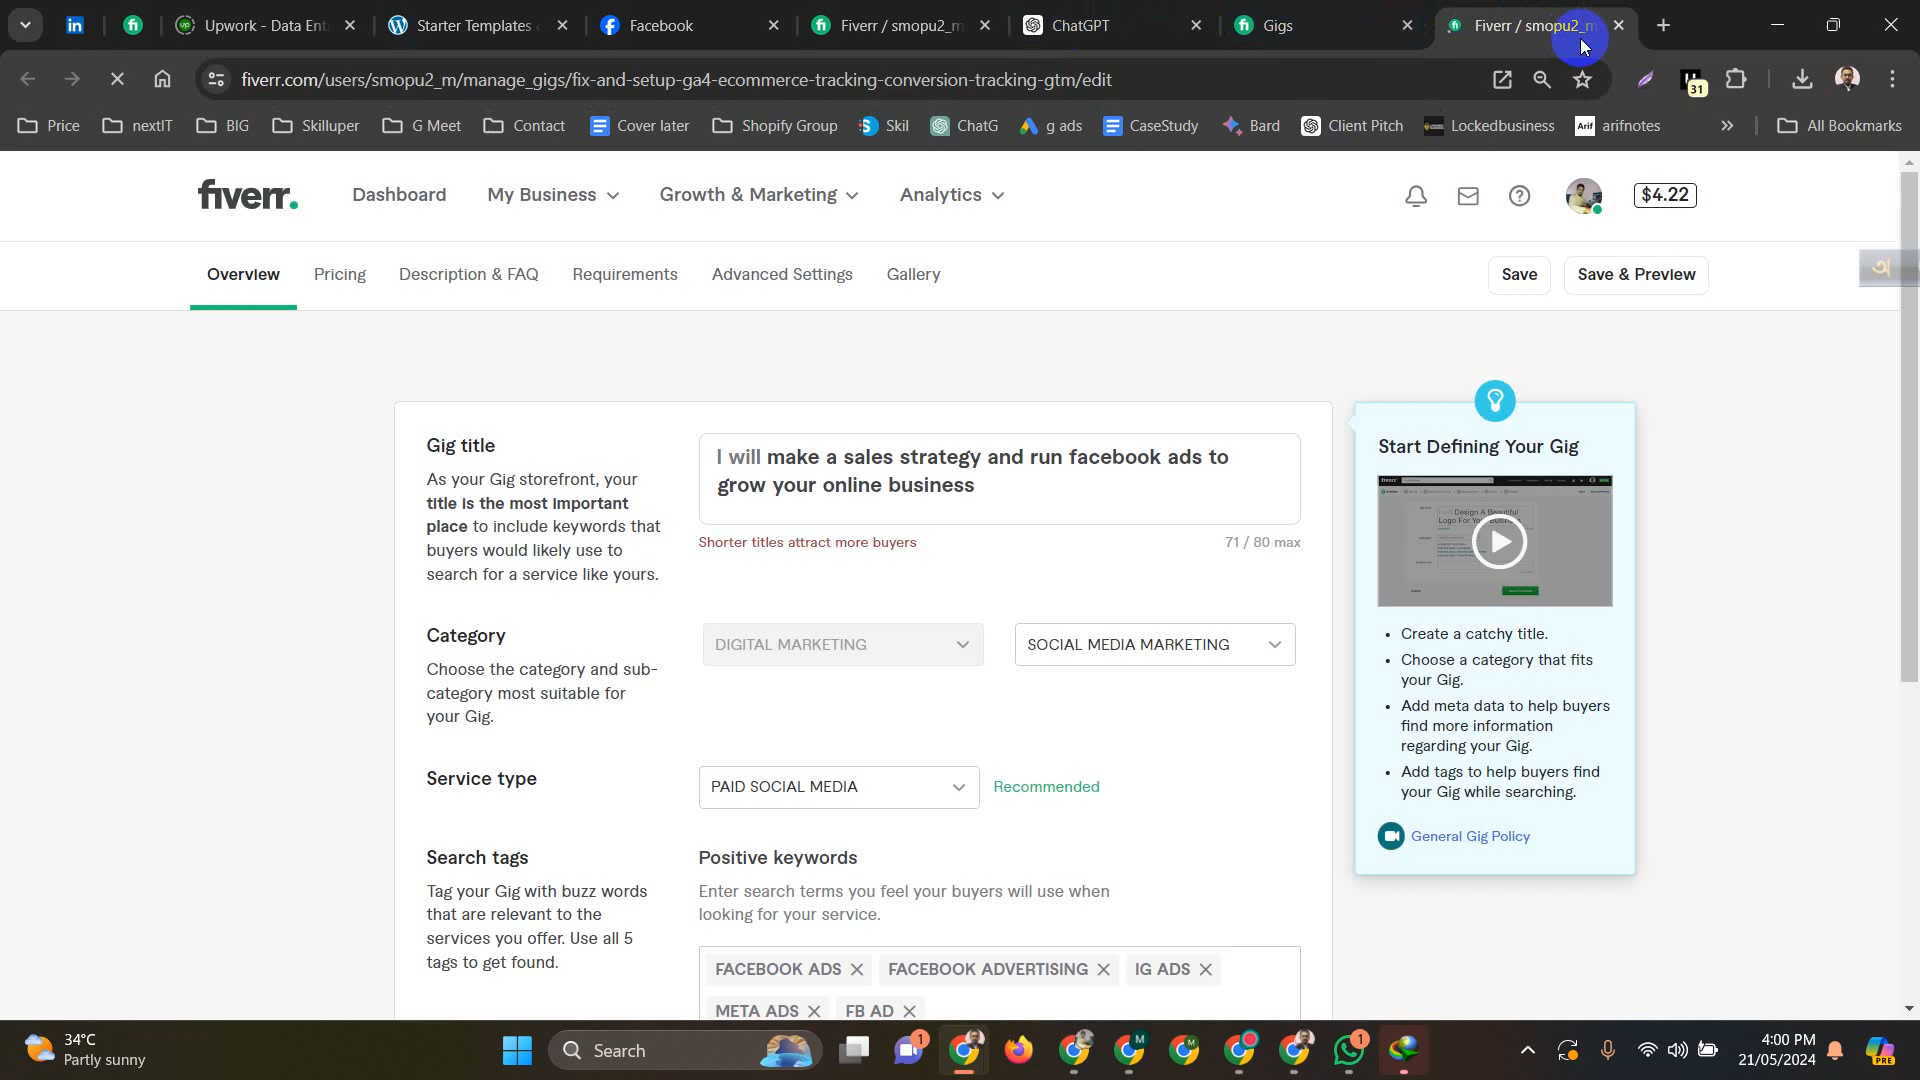 Upwork - Data Ent
Starter Templates
Facebook
Fiverr / smopu2_m
ChatGPT
Gigs
Fiverr / smopu2_m
fiverr.com/users/smopu2_m/manage_gigs/fix-and-setup-ga4-ecommerce-tracking-conversion-tracking-gtm/edit
31
Price
nextIT
BIG
Skilluper
G Meet
Contact
Cover later
Shopify Group
Skil
ChatG
g ads
CaseStudy
Bard
Client Pitch
Lockedbusiness
Arif
arifnotes
All Bookmarks
fiverr.
Dashboard
My Business
Growth & Marketing
Analytics
$4.22
Overview
Pricing
Description & FAQ
Requirements
Advanced Settings
Gallery
Save
Save & Preview
অ
Gig title
As your Gig storefront, your
title is the most important
place to include keywords that
buyers would likely use to
search for a service like yours.
I will make a sales strategy and run facebook ads to
grow your online business
Shorter titles attract more buyers
71 / 80 max
Category
Choose the category and sub-
category most suitable for
your Gig.
DIGITAL MARKETING
SOCIAL MEDIA MARKETING
Service type
PAID SOCIAL MEDIA
Recommended
Search tags
Tag your Gig with buzz words
that are relevant to the
services you offer. Use all 5
tags to get found.
Positive keywords
Enter search terms you feel your buyers will use when
looking for your service.
FACEBOOK ADS
FACEBOOK ADVERTISING
IG ADS
META ADS
FB AD
Start Defining Your Gig
Design A Beautiful
Create a catchy title.
Choose a category that fits
your Gig.
Add meta data to help buyers
find more information
regarding your Gig.
Add tags to help buyers find
your Gig while searching.
General Gig Policy
34°C
Partly sunny
Search
1
M
M
1
4:00 PM
21/05/2024
PRE